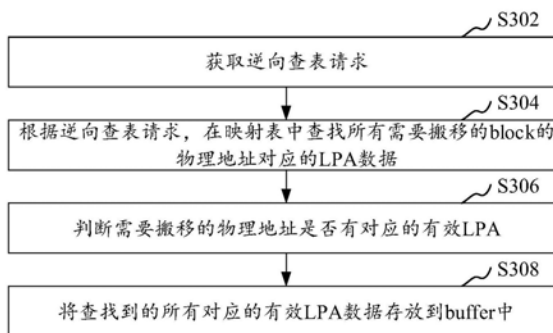 S302
获取逆向查表请求
S304
根据逆向查表请求，在映射表中查找所有需要搬移的block的
物理地址对应的LPA数据
S306
判断需要搬移的物理地址是否有对应的有效LPA
S308
将查找到的所有对应的有效LPA数据存放到buffer中